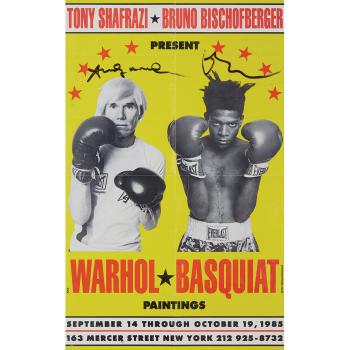 TONY SHAFRAZI ★ BRUNO BISCHOFBERGER
PRESENT
EVERLAST
WARHOL ★ BASQUIAT
PAINTINGS
SEPTEMBER 14 THROUGH OCTOBER 19, 1985
163 MERCER STREET NEW YORK 212 925-8732